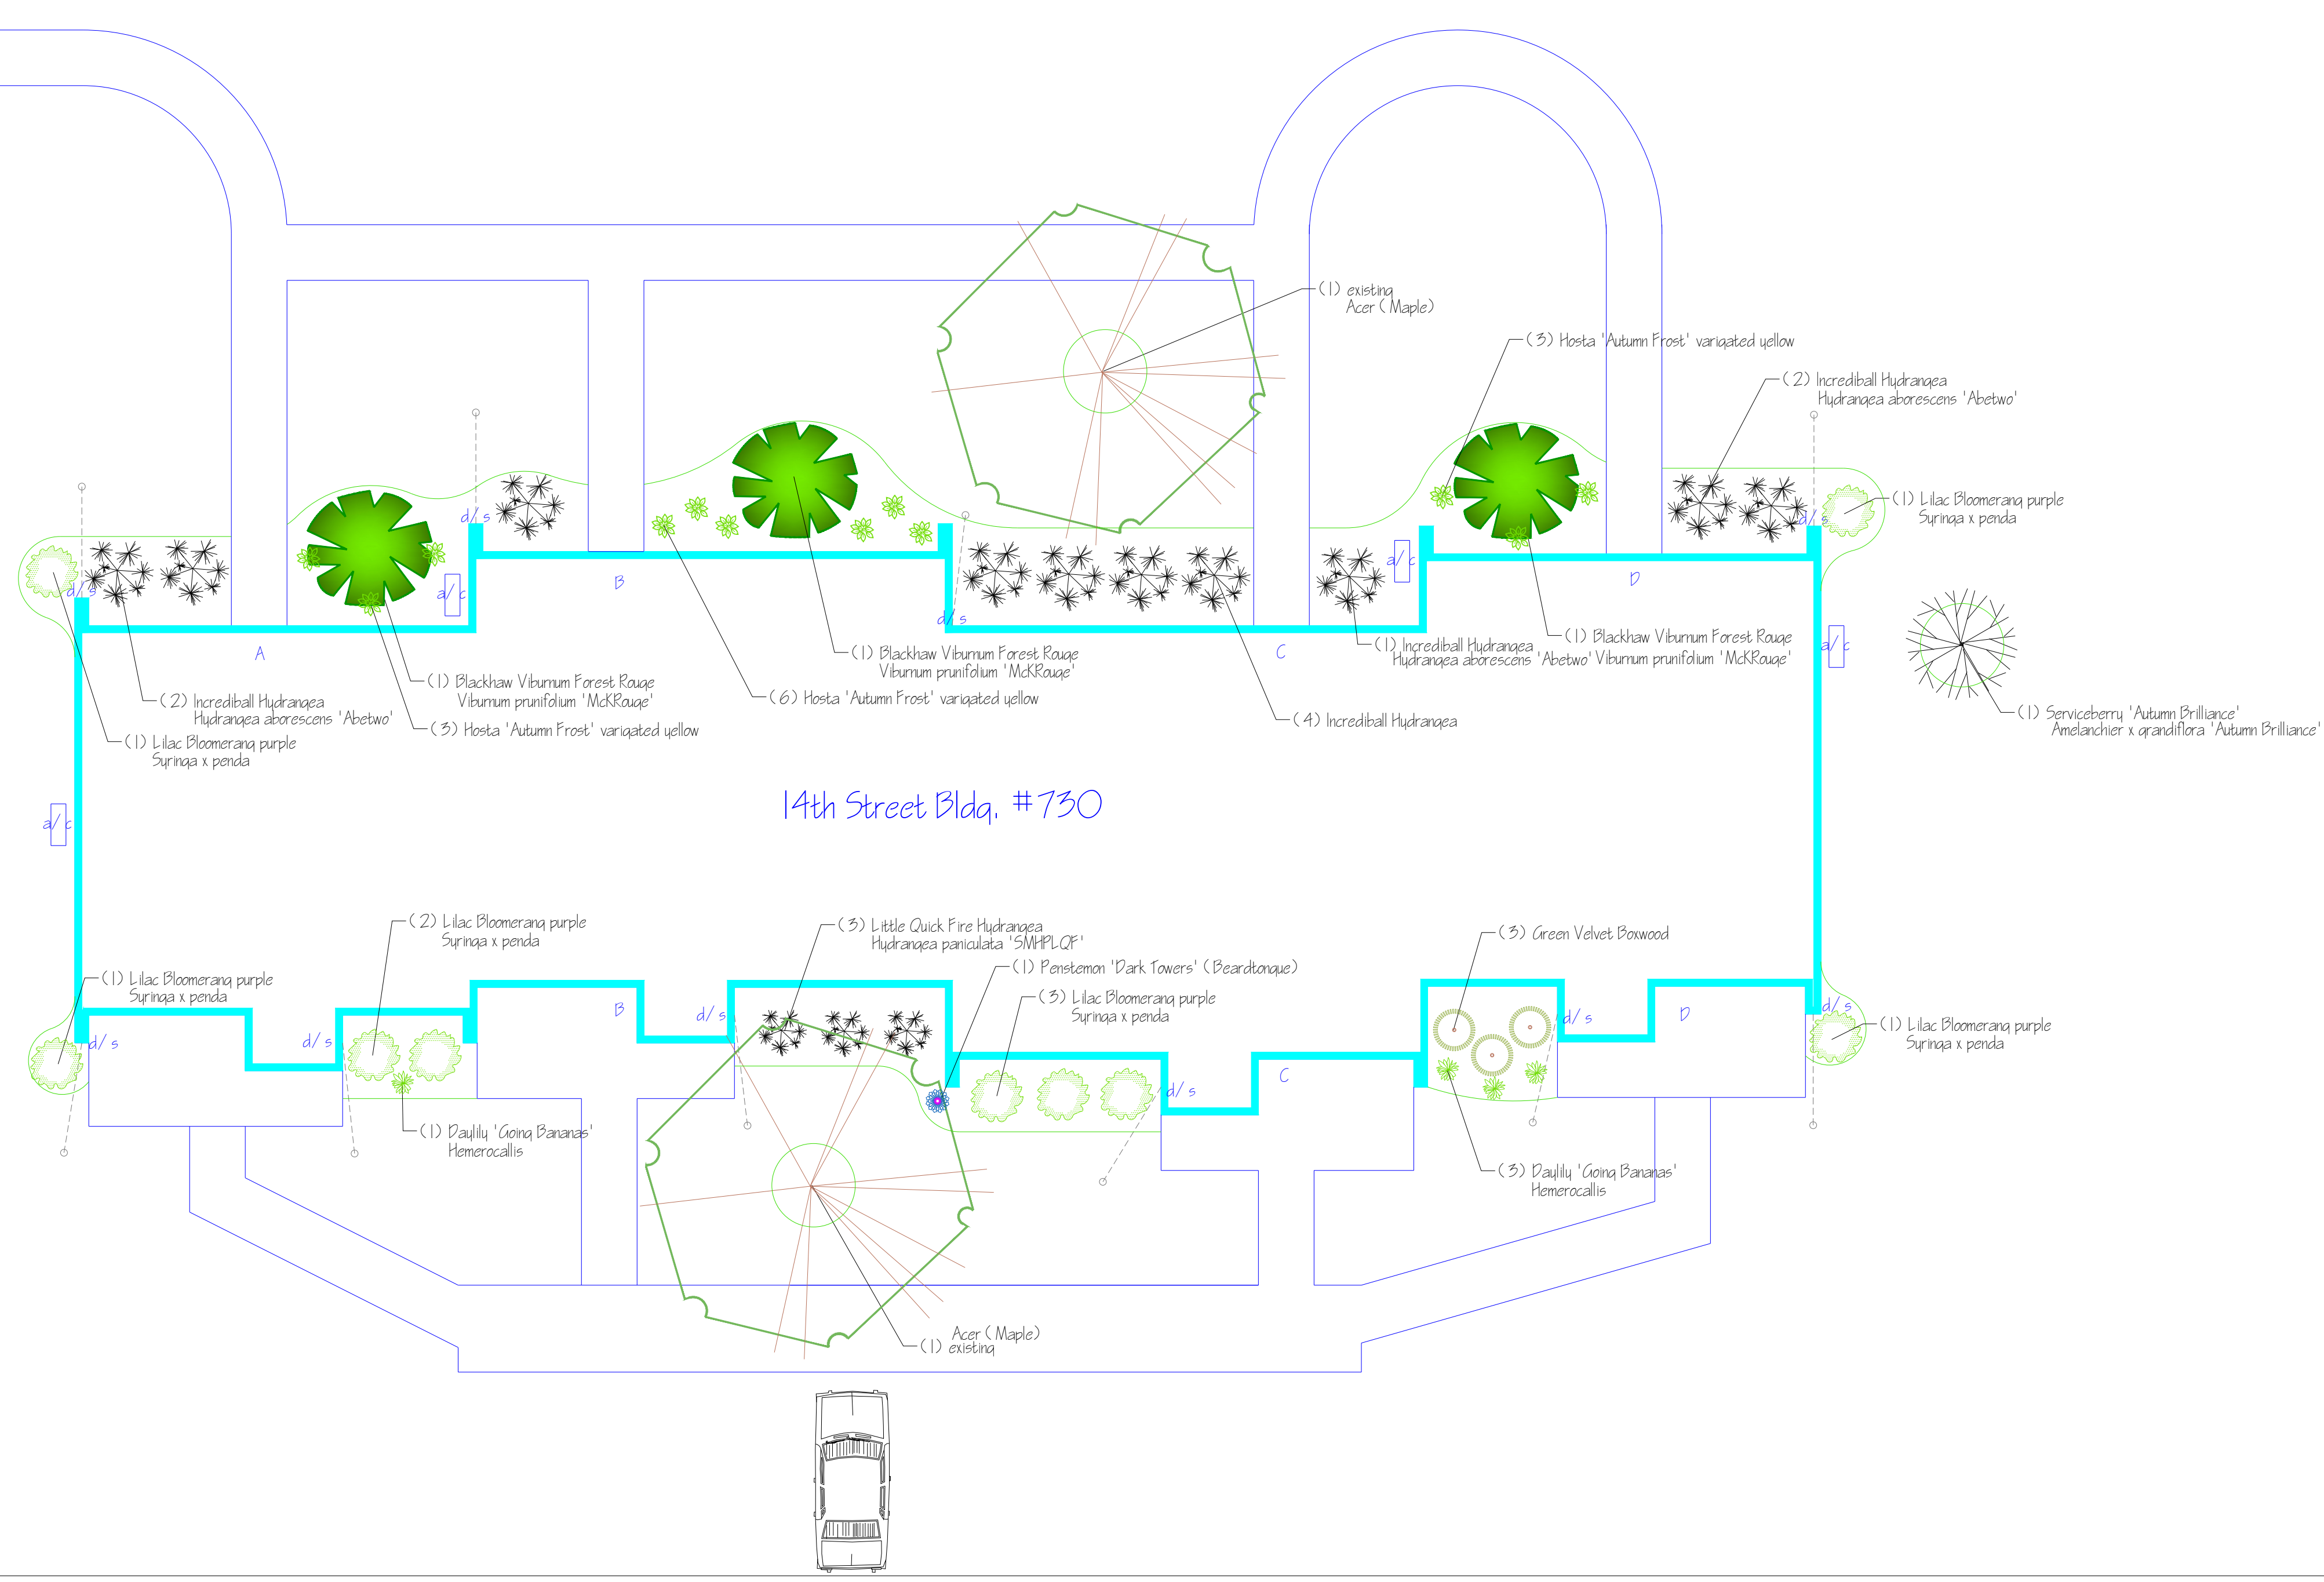 (1) existing
Acer (Maple)
(3) Hosta 'Autumn Frost' varigated yellow
(2) Incrediball Hydrangea
Hydrangea aborescens 'Abetwo'
(1) Lilac Bloomerang purple
Syringa x penda
d/s
d/s
d/s
d/s
a/c
a/c
a/c
B
D
A
C
(1) Blackhaw Viburnum Forest Rouge
Viburnum prunifolium 'McKRouge'
(1) Incrediball Hydrangea
Hydrangea aborescens 'Abetwo'
(1) Blackhaw Viburnum Forest Rouge
Viburnum prunifolium 'McKRouge'
(1) Blackhaw Viburnum Forest Rouge
Viburnum prunifolium 'McKRouge'
(6) Hosta 'Autumn Frost' varigated yellow
(2) Incrediball Hydrangea
Hydrangea aborescens 'Abetwo'
(3) Hosta 'Autumn Frost' varigated yellow
(4) Incrediball Hydrangea
(1) Serviceberry 'Autumn Brilliance'
Amelanchier x grandiflora 'Autumn Brilliance'
(1) Lilac Bloomerang purple
Syringa x penda
14th Street Bldg. #730
a/c
(2) Lilac Bloomerang purple
Syringa x penda
(3) Little Quick Fire Hydrangea
Hydrangea paniculata 'SMHPLQF'
(3) Green Velvet Boxwood
(1) Penstemon 'Dark Towers' (Beardtongue)
(1) Lilac Bloomerang purple
Syringa x penda
(3) Lilac Bloomerang purple
Syringa x penda
B
D
C
d/s
d/s
d/s
d/s
d/s
d/s
(1) Lilac Bloomerang purple
Syringa x penda
(1) Daylily 'Going Bananas'
Hemerocallis
(3) Daylily 'Going Bananas'
Hemerocallis
Acer (Maple)
(1) existing